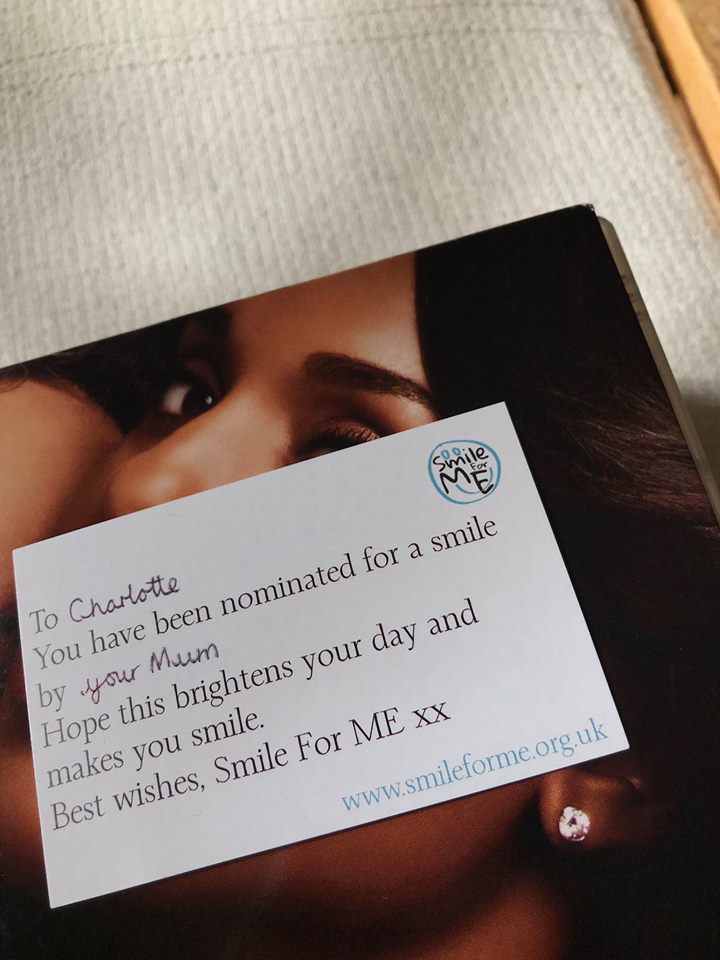 Smile
For
ME
To Charlotte
You have been nominated for a smile
by your Mum
Hope this brightens your day and
makes you smile.
Best wishes, Smile For ME xx
www.smileforme.org.uk